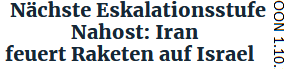 Nächste Eskalationsstufe
Nahost: Iran
feuert Raketen auf Israel
OON 1.10.